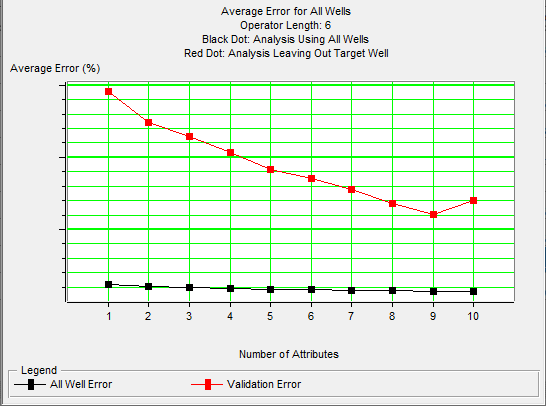 Average Error for All Wells
Operator Length: 6
Black Dot: Analysis Using All Wells
Red Dot: Analysis Leaving Out Target Well
Average Error (%)
1 2 3 4 5 6 7 8 9 10
Number of Attributes
Legend
All Well Error Validation Error